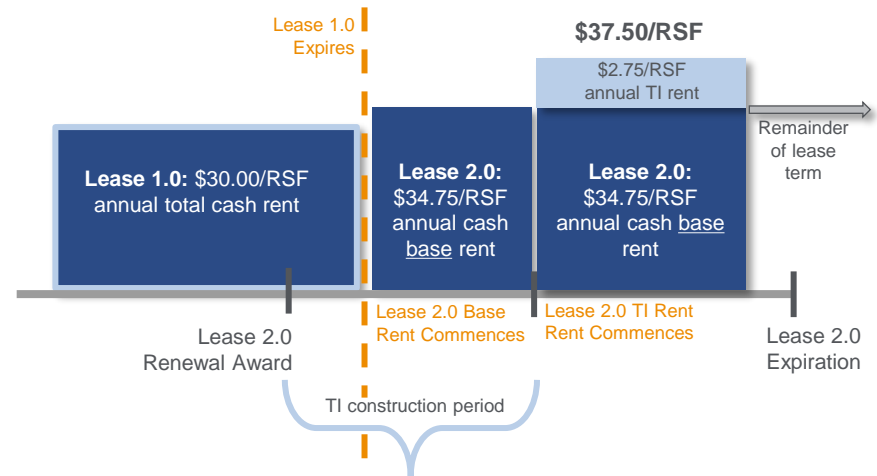 Lease 1.0
Expires
$37.50/RSF
$2.75/RSF
annual TI rent
Remainder
of lease
term
Lease 1.0: $30.00/RSF
annual total cash rent
Lease 2.0:
$34.75/RSF
annual cash
base rent
Lease 2.0:
$34.75/RSF
annual cash base
rent
Lease 2.0 Base
Rent Commences
Lease 2.0 TI Rent
Rent Commences
Lease 2.0
Renewal Award
Lease 2.0
Expiration
TI construction period